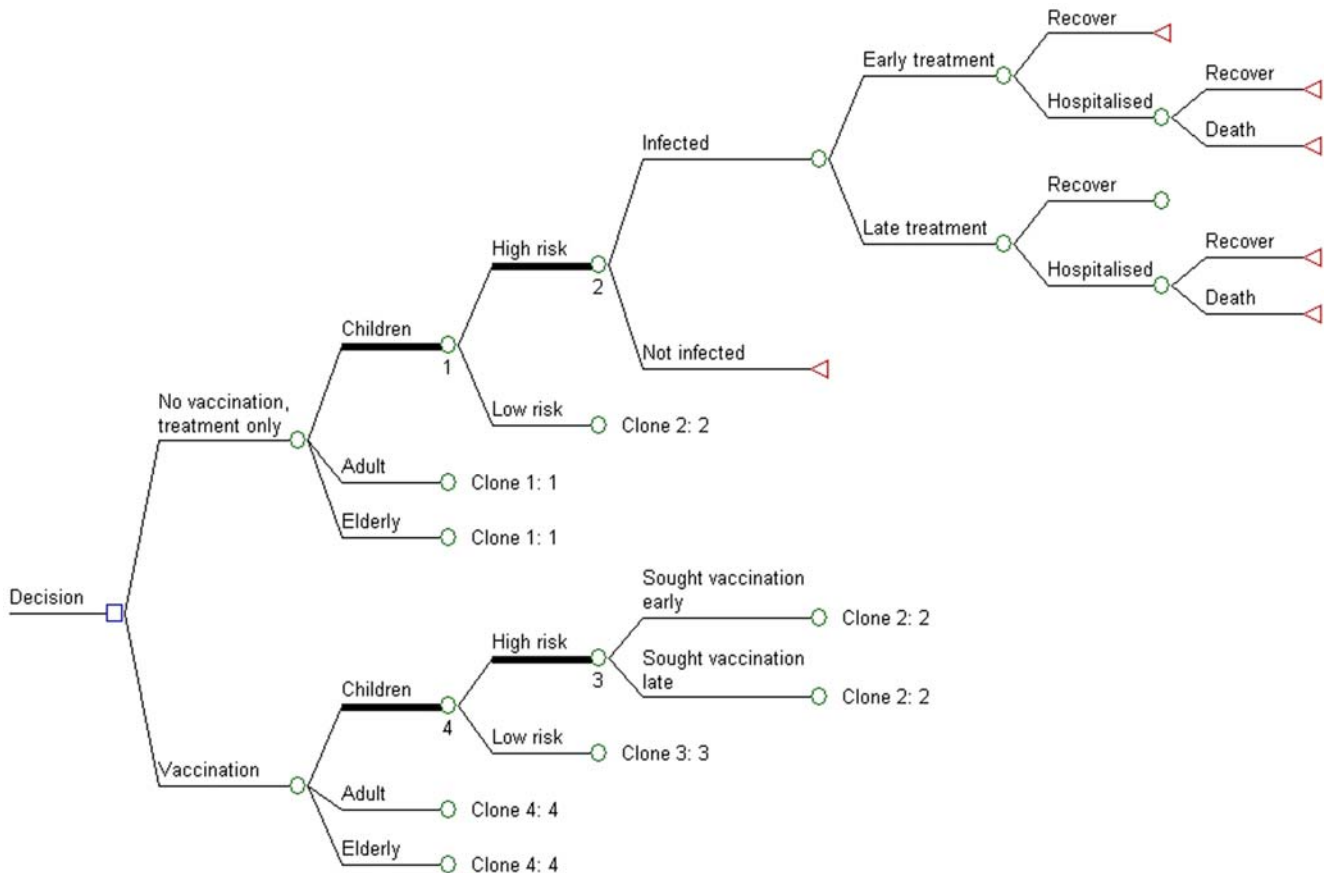 Recover
Early treatment
Recover
Hospitalised
Death
Infected
Recover
Late treatment
Recover
High risk
Hospitalised
2
Death
Children
Not infected
1
No vaccination,
treatment only
Low risk
Clone 2: 2
Adult
Clone 1: 1
Elderly
Clone 1: 1
Decision
Sought vaccination
early
Clone 2: 2
High risk
Sought vaccination
late
3
Children
Clone 2: 2
4
Low risk
Clone 3: 3
Vaccination
Adult
Clone 4: 4
Elderly
Clone 4: 4